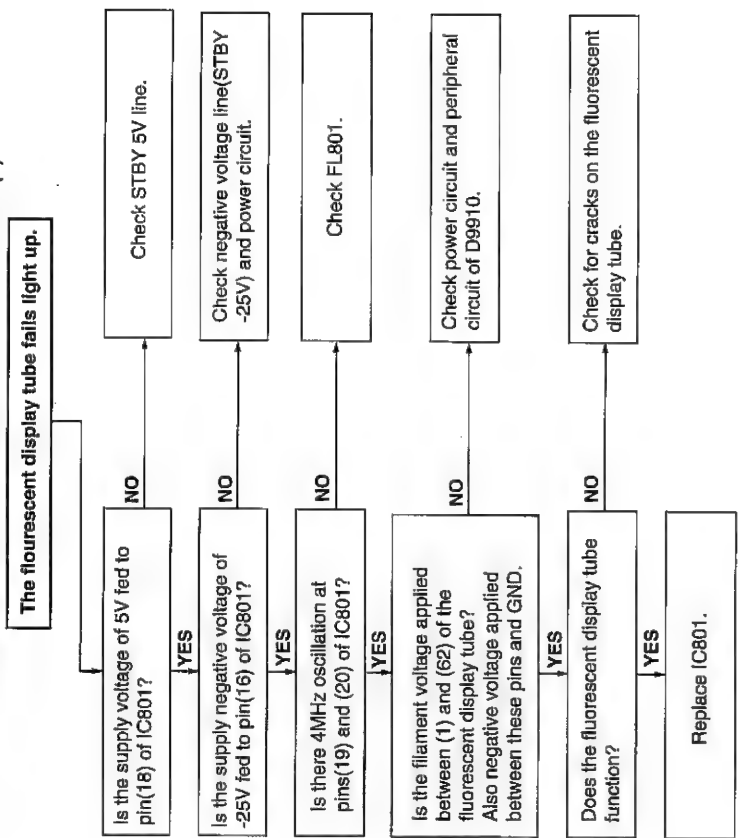 The flourescent display tube fails light up.
Is the supply voltage of 5V fed to
pin(18) of IC801?
NO
Check STBY 5V line.
YES
Is the supply negative voltage of
-25V fed to pin(16) of IC801?
NO
Check negative voltage line(STBY
-25V) and power circuit.
YES
Is there 4MHz oscillation at
pins(19) and (20) of IC801?
NO
Check FL801.
YES
Is the filament voltage applied
between (1) and (62) of the
fluorescent display tube?
Also negative voltage applied
between these pins and GND.
NO
Check power circuit and peripheral
circuit of D9910.
YES
Does the fluorescent display tube
function?
NO
Check for cracks on the fluorescent
display tube.
YES
Replace IC801.